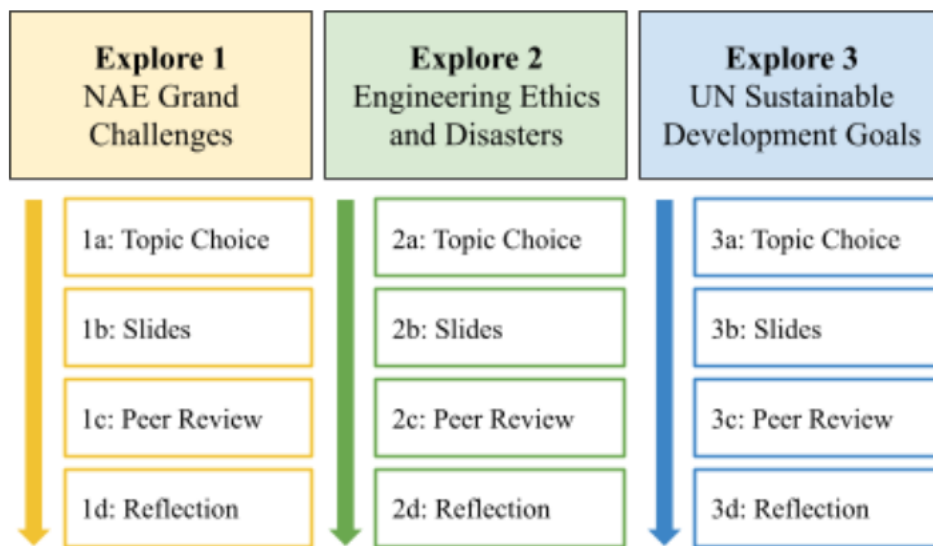 Explore 1
NAE Grand
Challenges
Explore 2
Engineering Ethics
and Disasters
Explore 3
UN Sustainable
Development Goals
1a: Topic Choice
1b: Slides
1c: Peer Review
1d: Reflection
2a: Topic Choice
2b: Slides
2c: Peer Review
2d: Reflection
3a: Topic Choice
3b: Slides
3c: Peer Review
3d: Reflection